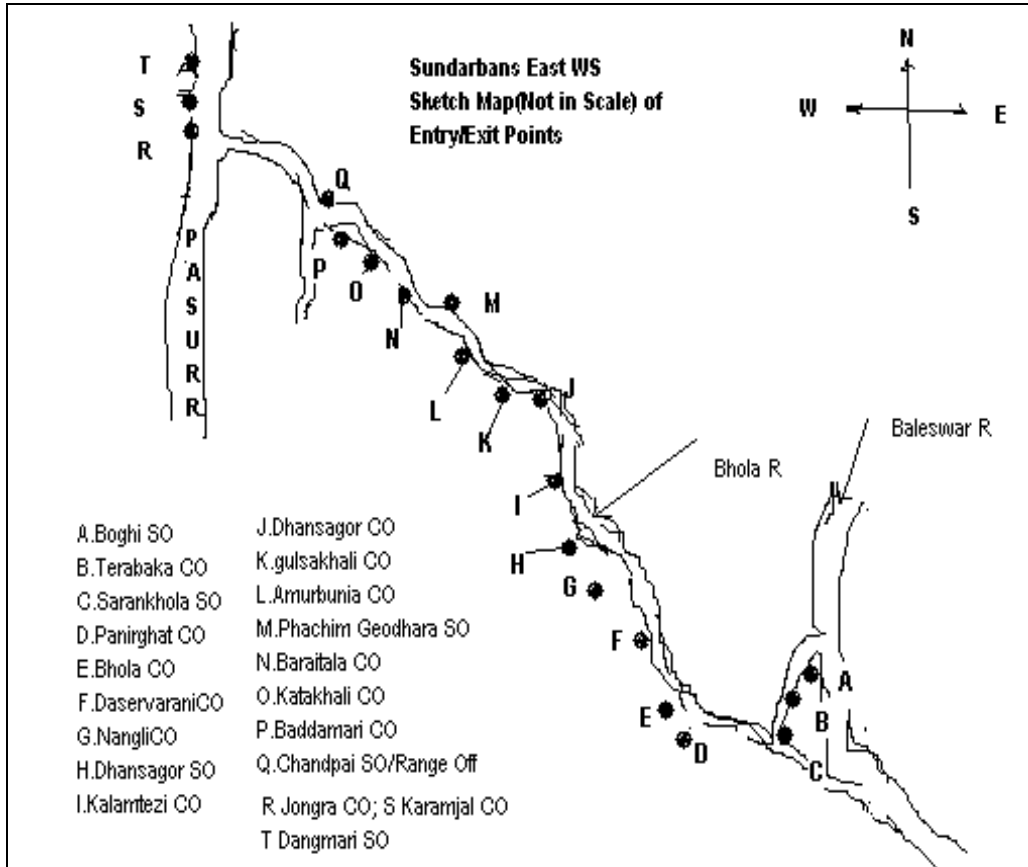 Sundarbans East WS
Sketch Map(Not in Scale) of
Entry/Exit Points
N
W
E
S
T
S
R
Q
P
O
N
M
L
K
J
I
H
G
F
E
D
C
B
A
PASURR
Bhola R
Baleswar R
A.Boghi SO
B.Terabaka CO
C.Sarankhola SO
D.Panirghat CO
E.Bhola CO
F.DaservaraniCO
G.NangliCO
H.Dhansagor SO
I.Kalamtezi CO
J.Dhansagor CO
K.gulsakhali CO
L.Amurbunia CO
M.Phachim Geodhara SO
N.Baraitala CO
O.Katakhali CO
P.Baddamari CO
Q.Chandpai SO/Range Off
R Jongra CO; S Karamjal CO
T Dangmari SO